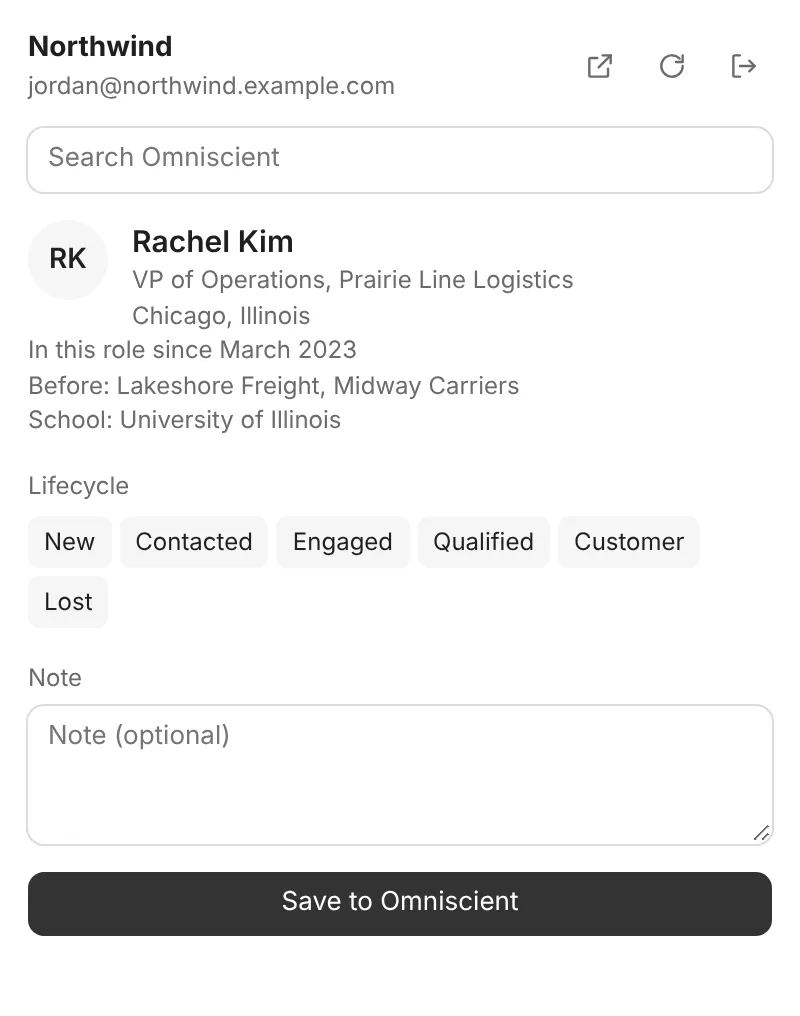 Northwind
jordan@northwind.example.com
Search Omniscient
RK
Rachel Kim
VP of Operations, Prairie Line Logistics
Chicago, Illinois
In this role since March 2023
Before: Lakeshore Freight, Midway Carriers
School: University of Illinois
Lifecycle
New Contacted Engaged Qualified Customer
Lost
Note
Note (optional)
Save to Omniscient